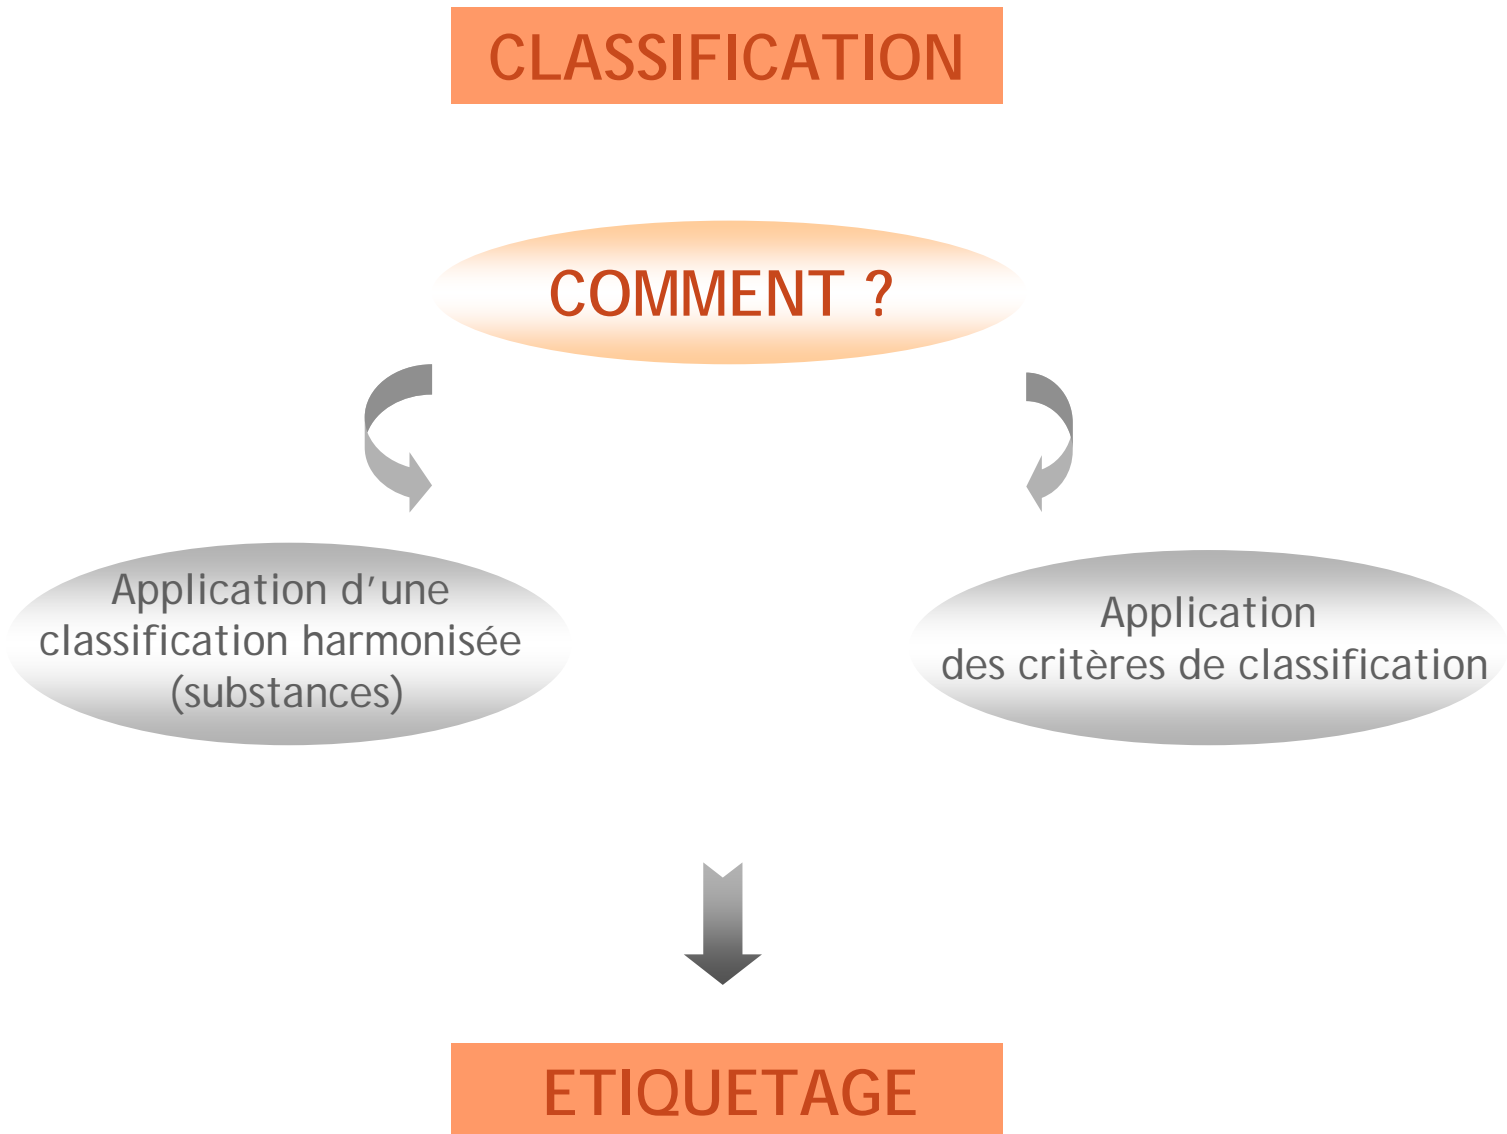 CLASSIFICATION
COMMENT ?
Application d’une
classification harmonisée
(substances)
Application
des critères de classification
ETIQUETAGE